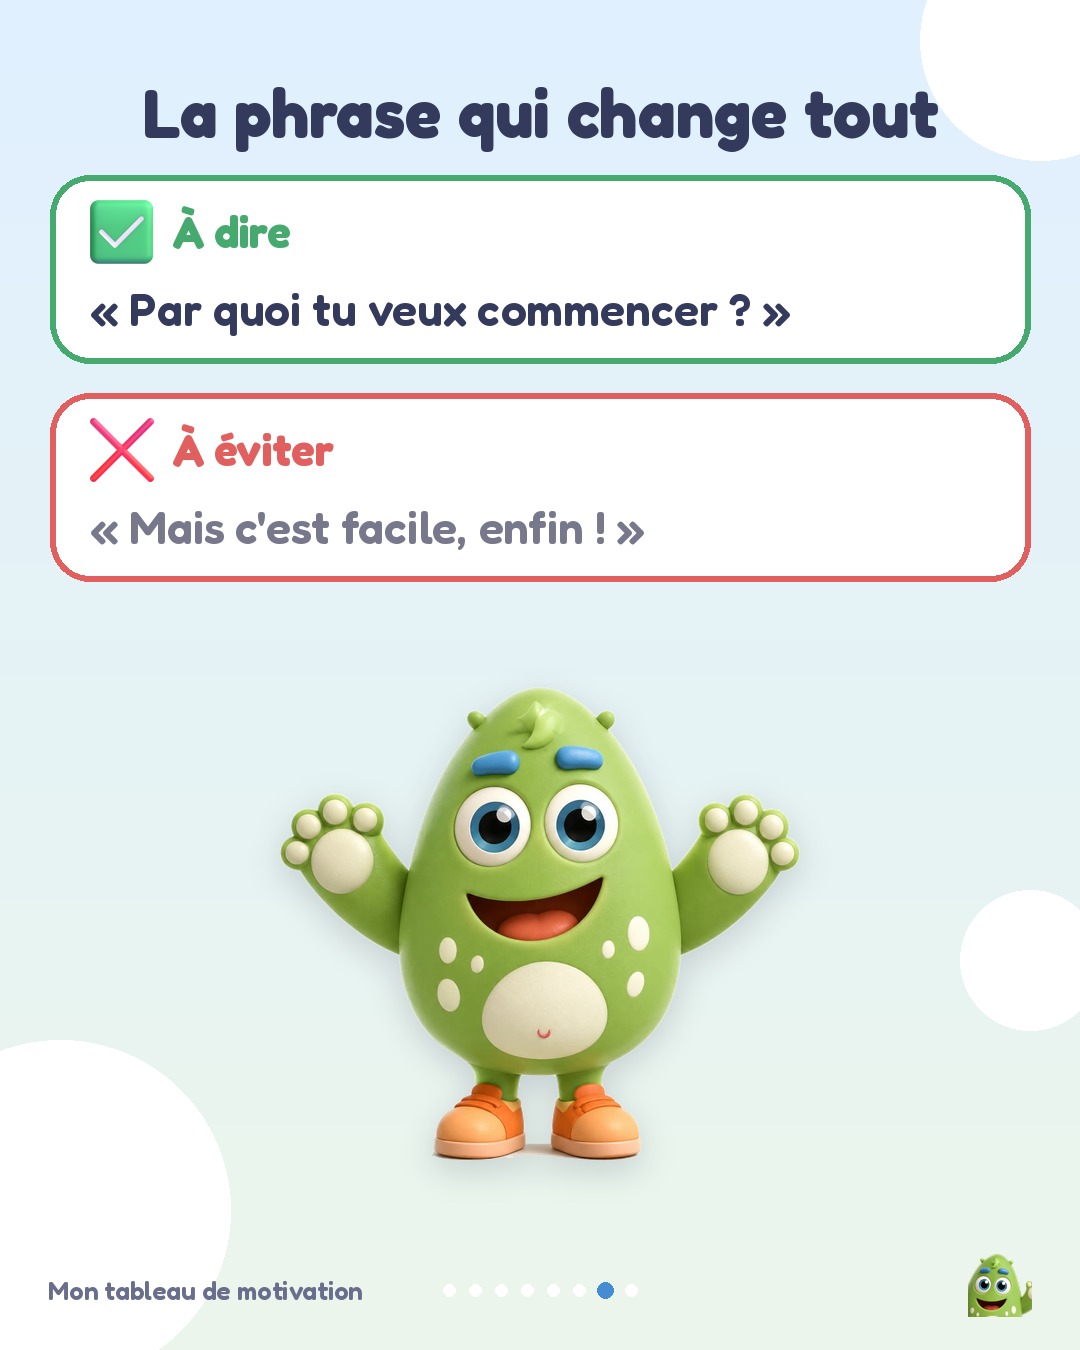 La phrase qui change tout
À dire
« Par quoi tu veux commencer ? »
À éviter
« Mais c'est facile, enfin ! »
Mon tableau de motivation